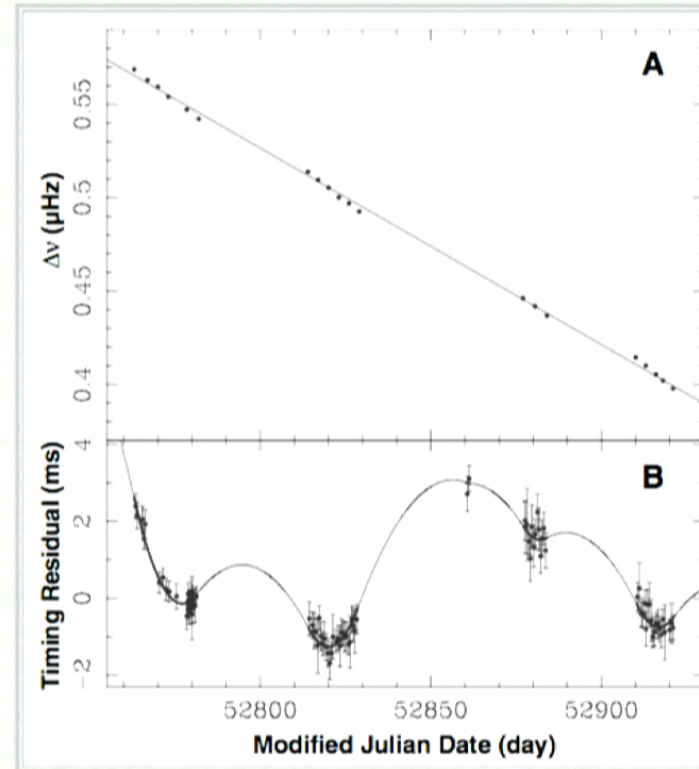 A
0.55
0.5
0.45
0.4
Δν (μHz)
B
4
2
0
−2
Timing Residual (ms)
52800 52850 52900
Modified Julian Date (day)